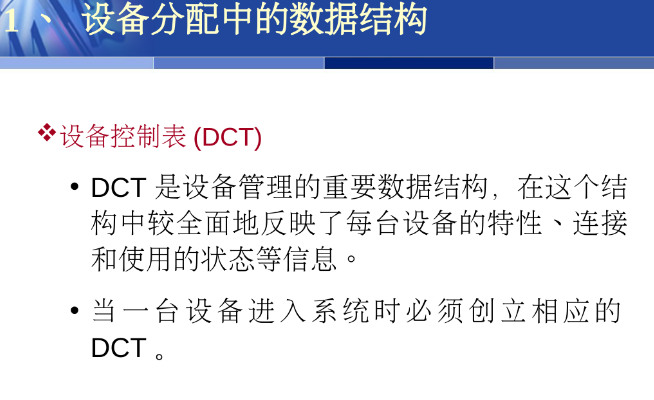 1、 设备分配中的数据结构
❖设备控制表 (DCT)
• DCT 是设备管理的重要数据结构，在这个结
构中较全面地反映了每台设备的特性、连接
和使用的状态等信息。
• 当一台设备进入系统时必须创立相应的
DCT 。